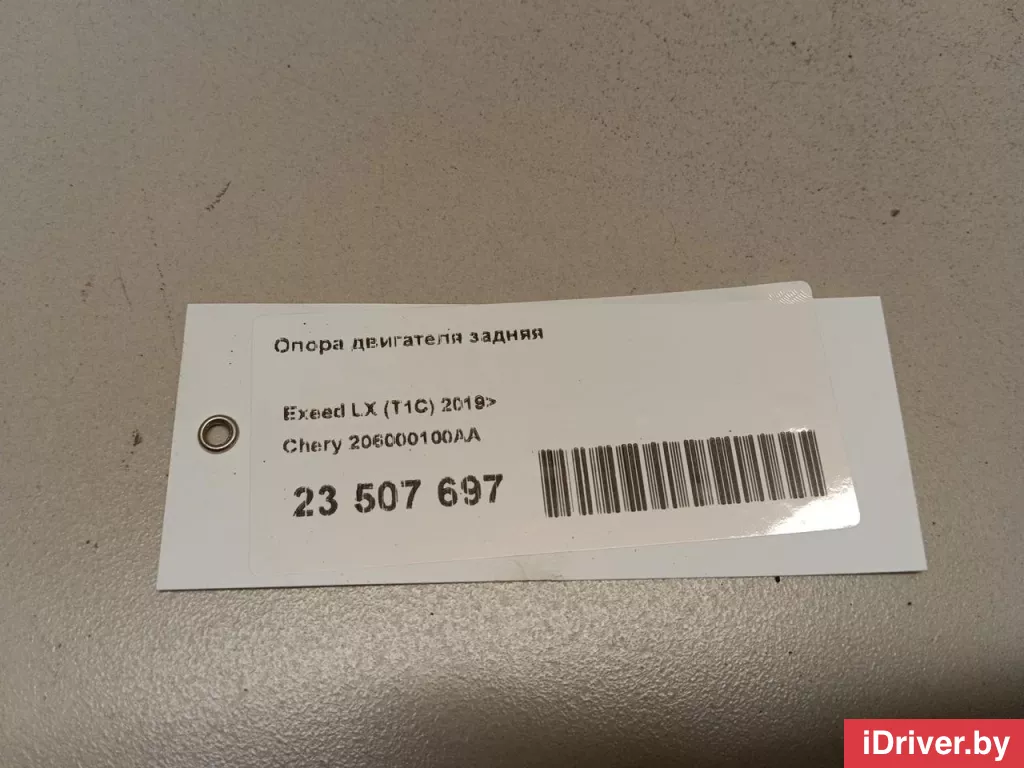 Опора двигателя задняя
Exeed LX (T1C) 2019>
Chery 206000100AA
23 507 697
iDriver.by